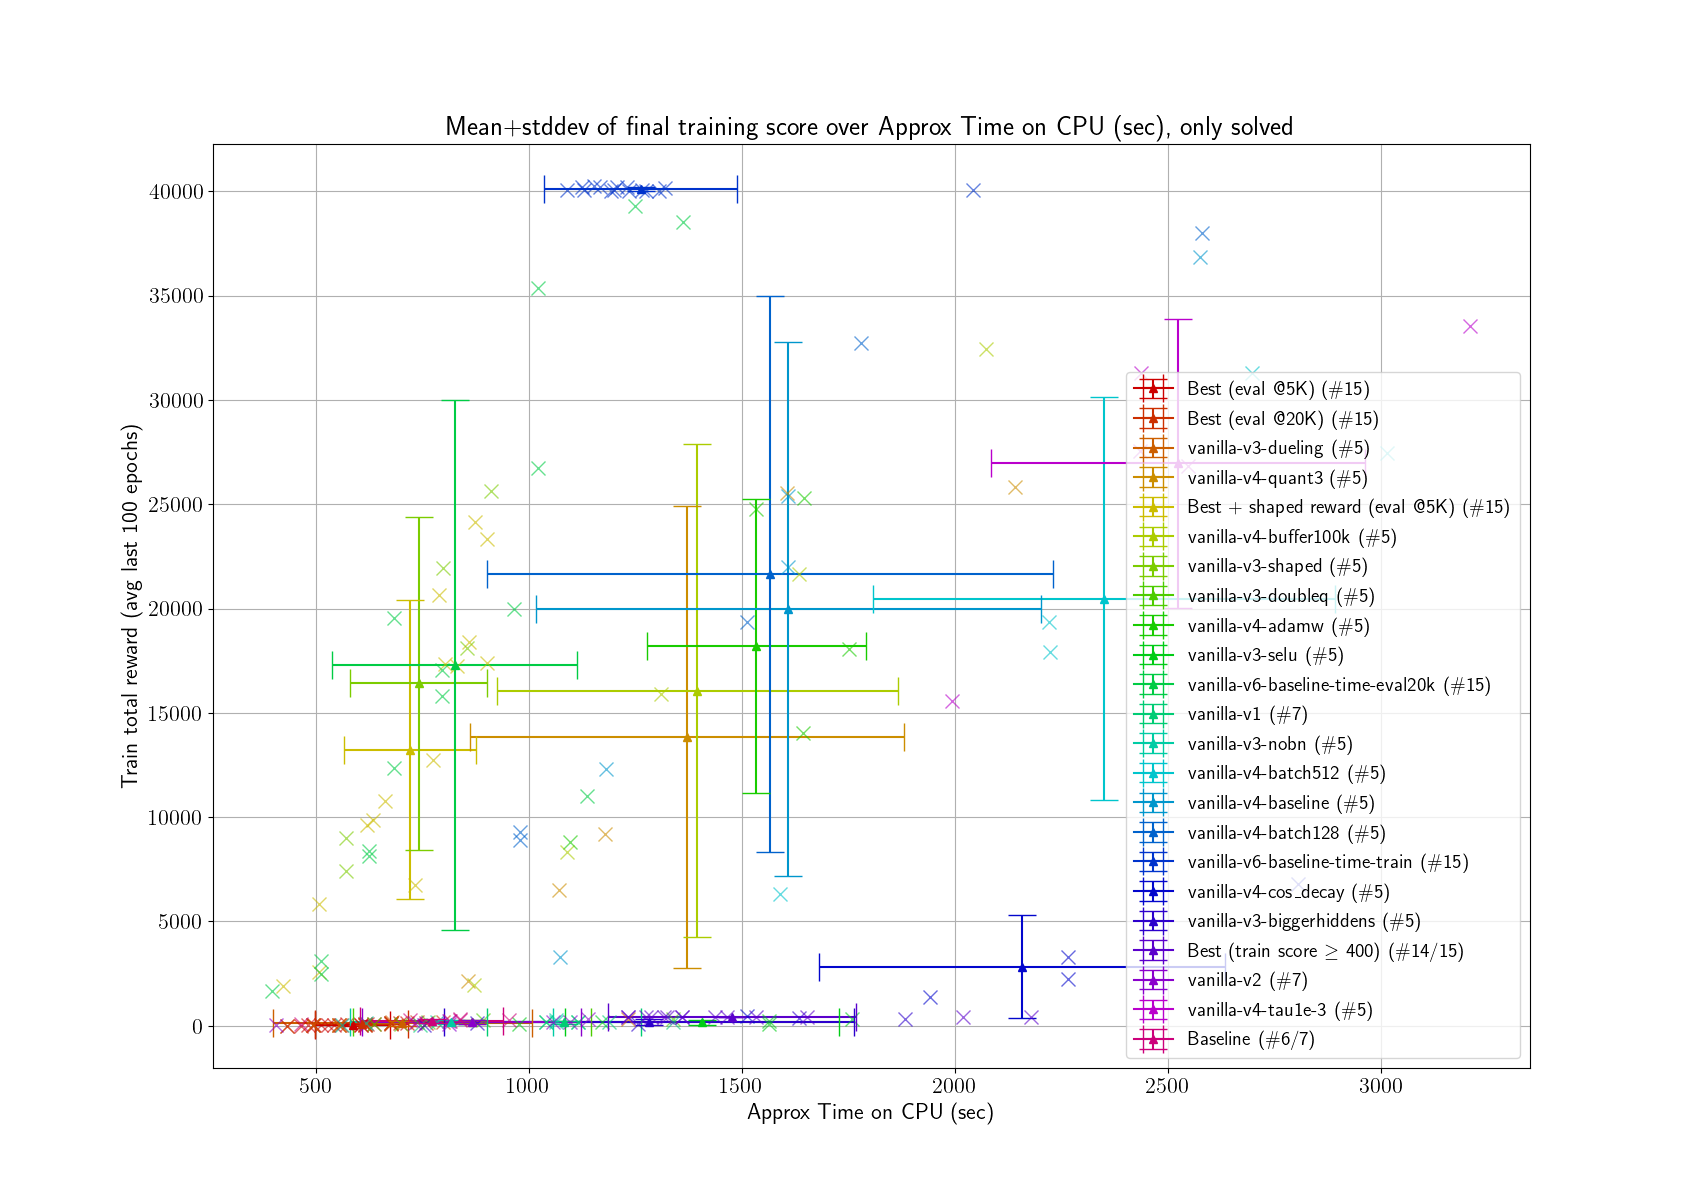 Mean+stddev of final training score over Approx Time on CPU (sec), only solved
Train total reward (avg last 100 epochs)
40000
35000
30000
25000
20000
15000
10000
5000
0
500
1000
1500
2000
2500
3000
Approx Time on CPU (sec)
Best (eval @5K) (#15)
Best (eval @20K) (#15)
vanilla-v3-dueling (#5)
vanilla-v4-quant3 (#5)
Best + shaped reward (eval @5K) (#15)
vanilla-v4-buffer100k (#5)
vanilla-v3-shaped (#5)
vanilla-v3-doubleq (#5)
vanilla-v4-adamw (#5)
vanilla-v3-selu (#5)
vanilla-v6-baseline-time-eval20k (#15)
vanilla-v1 (#7)
vanilla-v3-nobn (#5)
vanilla-v4-batch512 (#5)
vanilla-v4-baseline (#5)
vanilla-v4-batch128 (#5)
vanilla-v6-baseline-time-train (#15)
vanilla-v4-cos_decay (#5)
vanilla-v3-biggerhiddens (#5)
Best (train score ≥ 400) (#14/15)
vanilla-v2 (#7)
vanilla-v4-tau1e-3 (#5)
Baseline (#6/7)